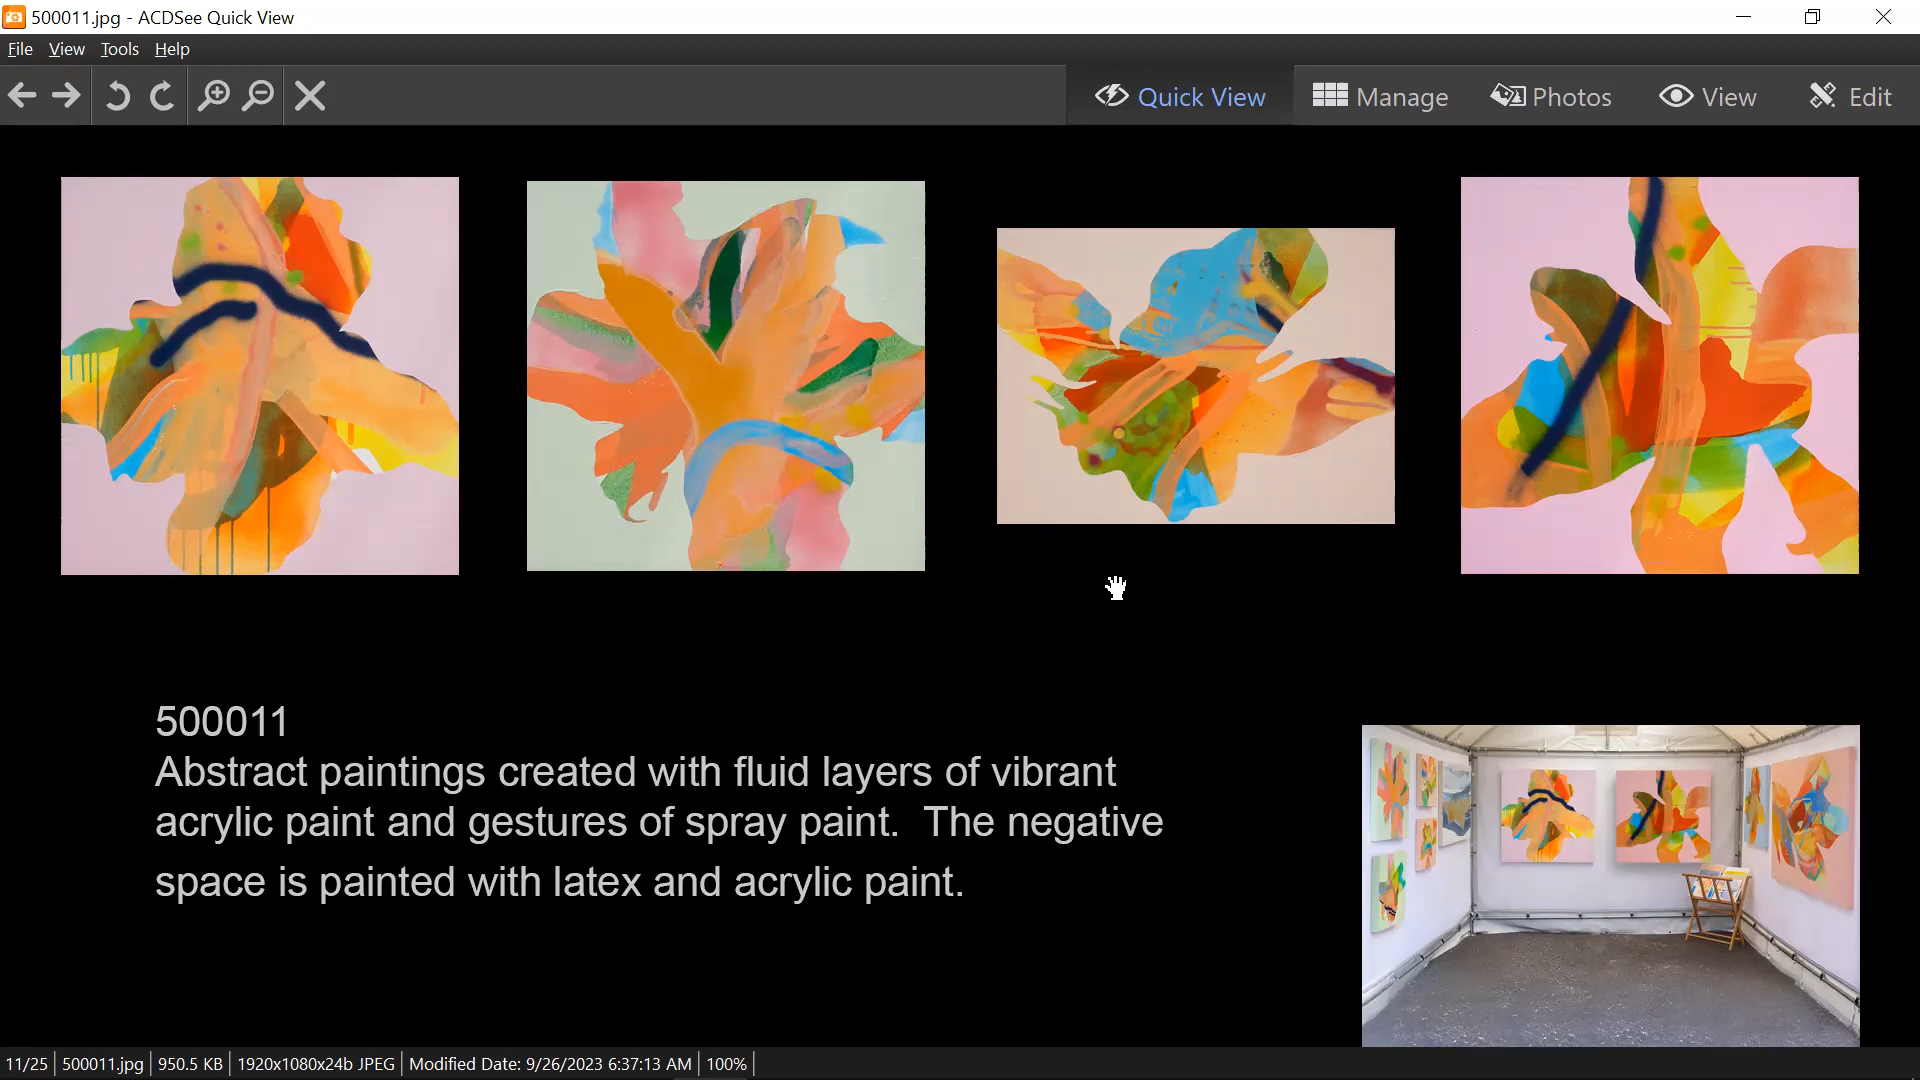 500011.jpg - ACDSee Quick View
File View Tools Help
Quick View Manage Photos View Edit
500011
Abstract paintings created with fluid layers of vibrant
acrylic paint and gestures of spray paint.  The negative
space is painted with latex and acrylic paint.
11/25 500011.jpg 950.5 KB 1920x1080x24b JPEG Modified Date: 9/26/2023 6:37:13 AM 100%